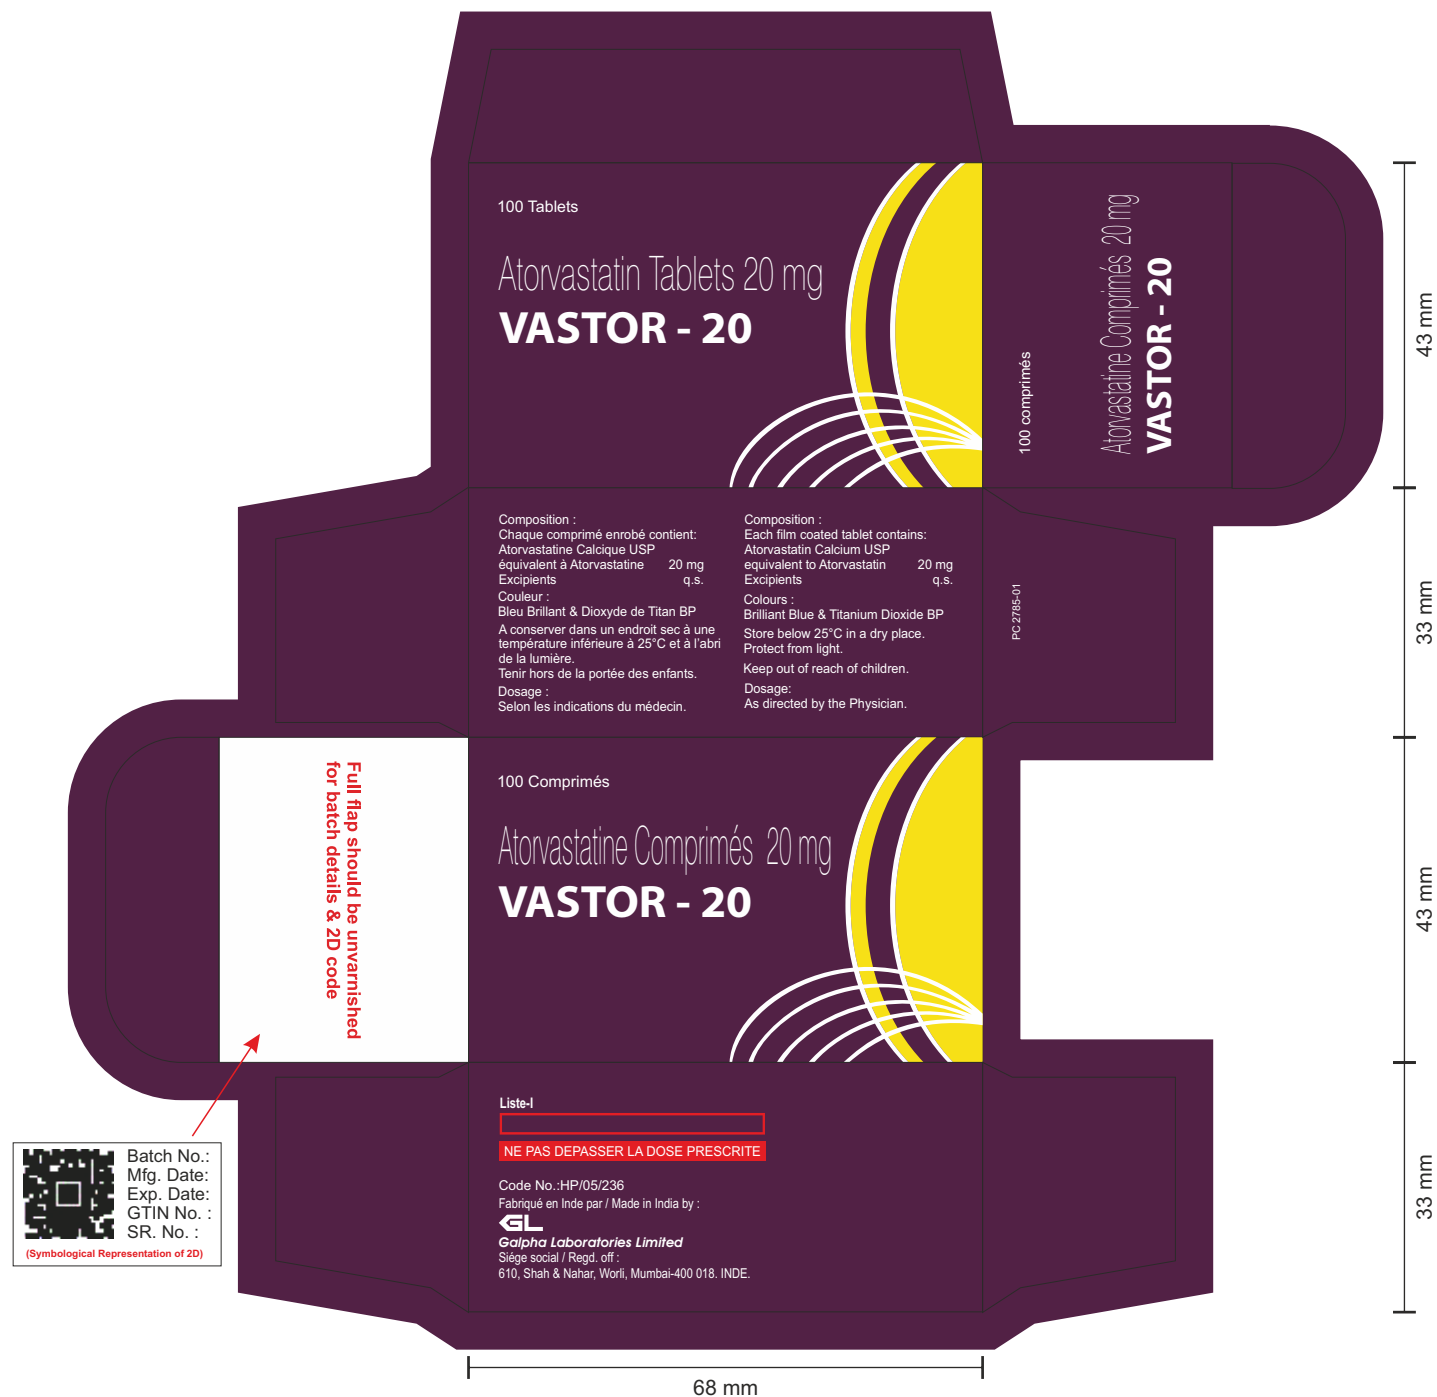 100 Tablets
Atorvastatin Tablets 20 mg
VASTOR - 20
100 comprimés
Atorvastatine Comprimés 20 mg
VASTOR - 20
43 mm
Composition :
Chaque comprimé enrobé contient:
Atorvastatine Calcique USP
équivalent à Atorvastatine 20 mg
Excipients q.s.
Couleur :
Bleu Brillant & Dioxyde de Titan BP
A conserver dans un endroit sec à une
température inférieure à 25°C et à l'abri
de la lumière.
Tenir hors de la portée des enfants.
Dosage :
Selon les indications du médecin.
Composition :
Each film coated tablet contains:
Atorvastatin Calcium USP
equivalent to Atorvastatin 20 mg
Excipients q.s.
Colours :
Brilliant Blue & Titanium Dioxide BP
Store below 25°C in a dry place.
Protect from light.
Keep out of reach of children.
Dosage:
As directed by the Physician.
PC 2785-01
33 mm
Full flap should be unvarnished
for batch details & 2D code
100 Comprimés
Atorvastatine Comprimés 20 mg
VASTOR - 20
43 mm
Batch No.:
Mfg. Date:
Exp. Date:
GTIN No. :
SR. No. :
(Symbological Representation of 2D)
Liste-I
NE PAS DEPASSER LA DOSE PRESCRITE
Code No.:HP/05/236
Fabriqué en Inde par / Made in India by :
GL
Galpha Laboratories Limited
Siége social / Regd. off :
610, Shah & Nahar, Worli, Mumbai-400 018. INDE.
33 mm
68 mm